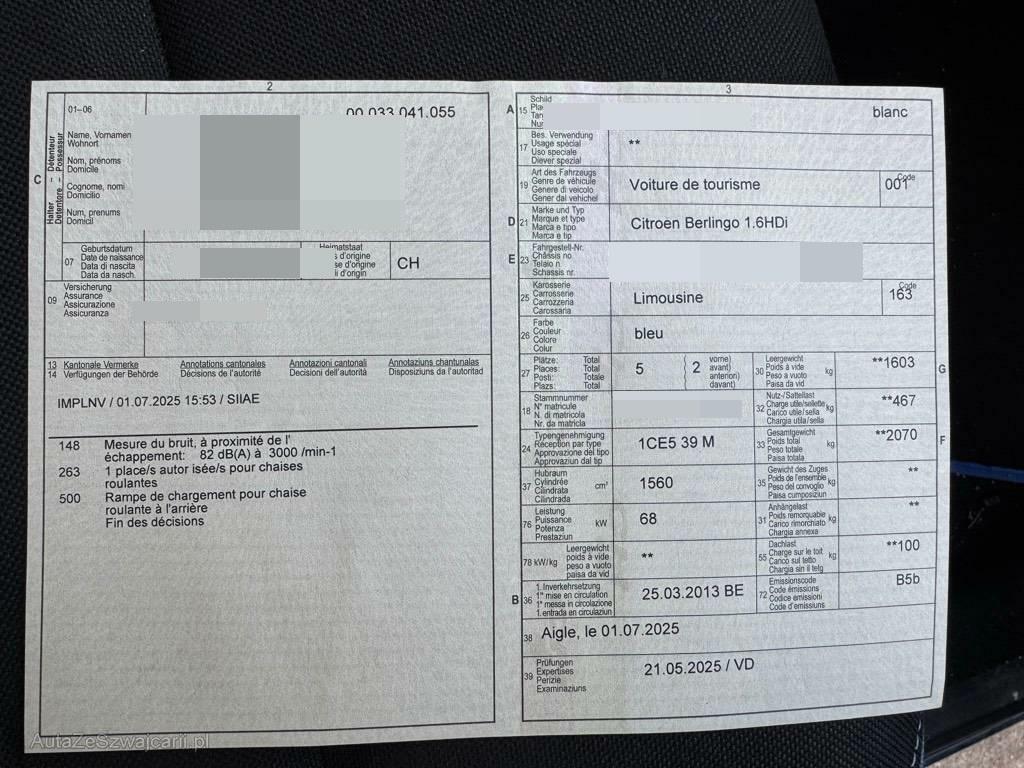 2
01-06
00.033.041.055
C
Halter – Détenteur
Detentore – Possessur
Name, Vornamen
Wohnort
Nom, prénoms
Domicile
Cognome, nomi
Domicilio
Num, prenums
Domicil
07
Geburtsdatum
Date de naissance
Data di nascita
Data da nasch.
Heimatstaat
d'origine
d'origine
d'origin
CH
09
Versicherung
Assurance
Assicurazione
Assicuranza
13 Kantonale Vermerke Annotations cantonales Annotazioni cantonali Annotaziuns chantunalas
14 Verfügungen der Behörde Décisions de l'autorité Decisioni dell'autorità Disposiziuns da l'autoritad
IMPLNV / 01.07.2025 15:53 / SIIAE
148 Mesure du bruit, à proximité de l'
échappement: 82 dB(A) à 3000 /min-1
263 1 place/s autor isée/s pour chaises
roulantes
500 Rampe de chargement pour chaise
roulante à l'arrière
Fin des décisions
3
A 15
Schild
blanc
17
Bes. Verwendung
Usage spécial
Uso speciale
Diever spezial
**
19
Art des Fahrzeugs
Genre de véhicule
Genere di veicolo
Gener dal vehichel
Voiture de tourisme
Code
001
D 21
Marke und Typ
Marque et type
Marca e tipo
Marca e tip
Citroen Berlingo 1.6HDi
E 23
Fahrgestell-Nr.
Châssis no
Telaio n.
Schassis nr.
25
Karosserie
Carrosserie
Carrozzeria
Carossaria
Limousine
Code
163
26
Farbe
Couleur
Colore
Colur
bleu
27
Plätze: Total
Places: Total
Posti: Totale
Plazs: Total
5
2
vorne)
avant)
anteriori)
davant)
30
Leergewicht
Poids à vide
Peso a vuoto
Paisa da vid
kg
**1603
G
18
Stammnummer
N° matricule
N. di matricola
Nr. da matricla
32
Nutz-/Sattellast
Charge utile/sellette
Carico utile/sella
Chargia utila/sella
kg
**467
24
Typengenehmigung
Réception par type
Approvazione del tipo
Approvaziun dal tip
1CE5 39 M
33
Gesamtgewicht
Poids total
Peso totale
Paisa totala
kg
**2070
F
37
Hubraum
Cylindrée
Cilindrata
Cilindrada
cm³
1560
35
Gewicht des Zuges
Poids de l'ensemble
Peso del convoglio
Paisa cumposiziun
kg
**
76
Leistung
Puissance
Potenza
Prestaziun
kW
68
31
Anhängelast
Poids remorquable
Carico rimorchiato
Chargia annexa
kg
**
78 kW/kg
Leergewicht
poids à vide
peso a vuoto
paisa da vid
**
55
Dachlast
Charge sur le toit
Carico sul tetto
Chargia sin il tetg
kg
**100
B 36
1. Inverkehrsetzung
1re mise en circulation
1a messa in circolazione
1. entrada en circulaziun
25.03.2013 BE
72
Emissionscode
Code émissions
Codice emissioni
Code d'emissiuns
B5b
38 Aigle, le 01.07.2025
39
Prüfungen
Expertises
Perizie
Examinaziuns
21.05.2025 / VD
AutaZeSzwajcarii.pl